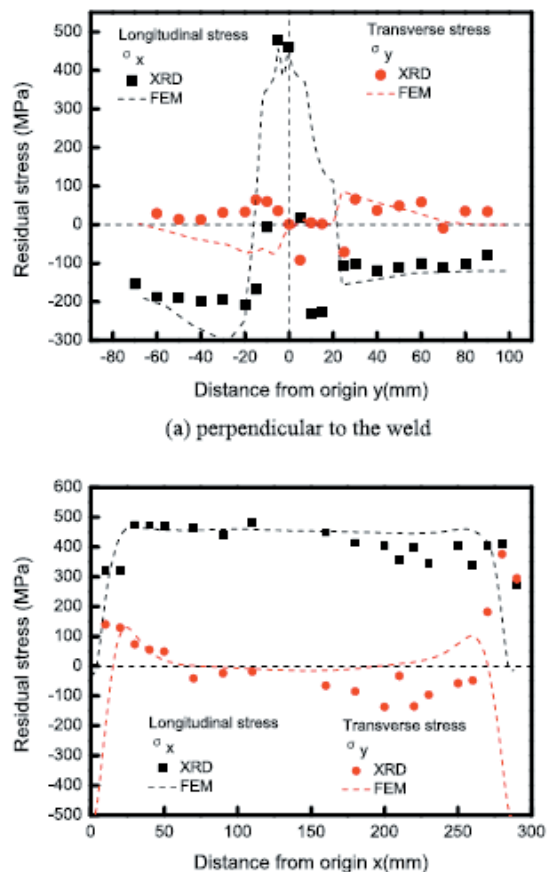 500
400
300
200
100
0
-100
-200
-300
Residual stress (MPa)
Longitudinal stress
σ x
XRD
FEM
Transverse stress
σ y
XRD
FEM
-80 -60 -40 -20 0 20 40 60 80 100
Distance from origin y(mm)
(a) perpendicular to the weld
600
500
400
300
200
100
0
-100
-200
-300
-400
-500
Residual stress (MPa)
Longitudinal stress
σ x
XRD
FEM
Transverse stress
σ y
XRD
FEM
0 50 100 150 200 250 300
Distance from origin x(mm)